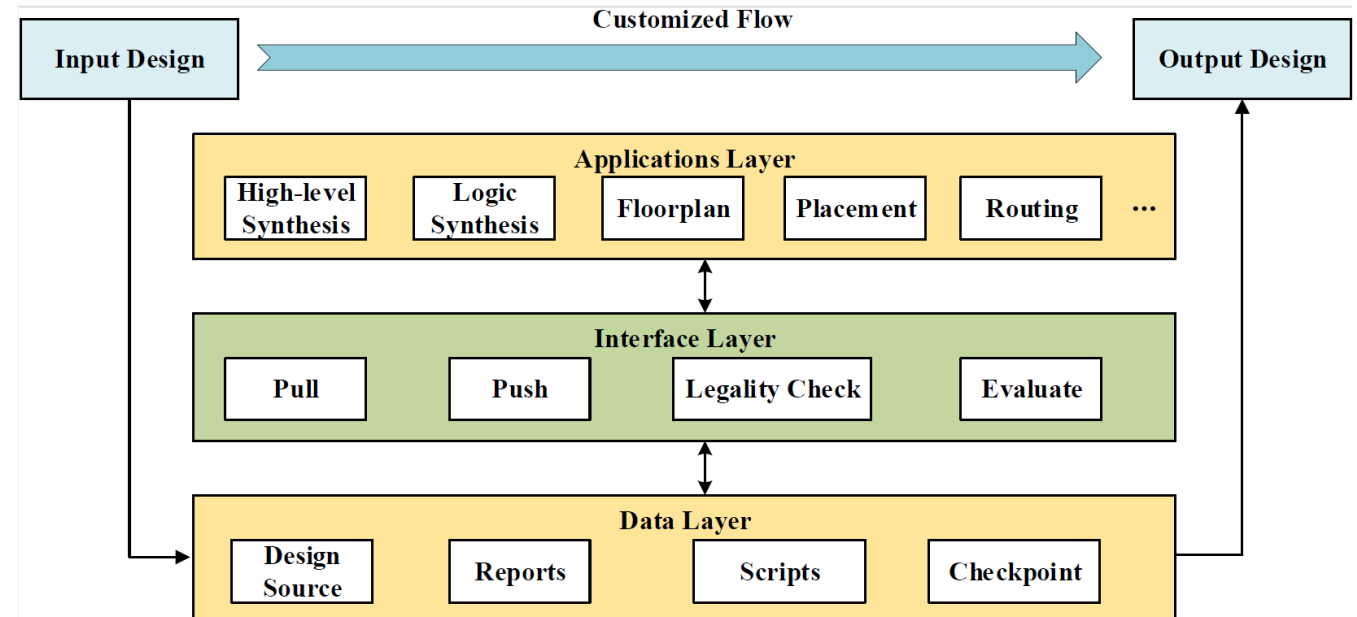 Customized Flow
Input Design
Output Design
Applications Layer
High-level
Synthesis
Logic
Synthesis
Floorplan
Placement
Routing
...
Interface Layer
Pull
Push
Legality Check
Evaluate
Data Layer
Design
Source
Reports
Scripts
Checkpoint